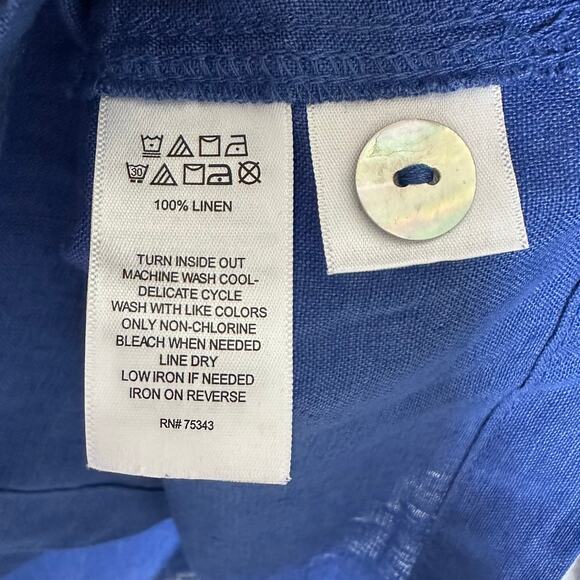 30
100% LINEN
TURN INSIDE OUT
MACHINE WASH COOL-
DELICATE CYCLE
WASH WITH LIKE COLORS
ONLY NON-CHLORINE
BLEACH WHEN NEEDED
LINE DRY
LOW IRON IF NEEDED
IRON ON REVERSE
RN# 75343